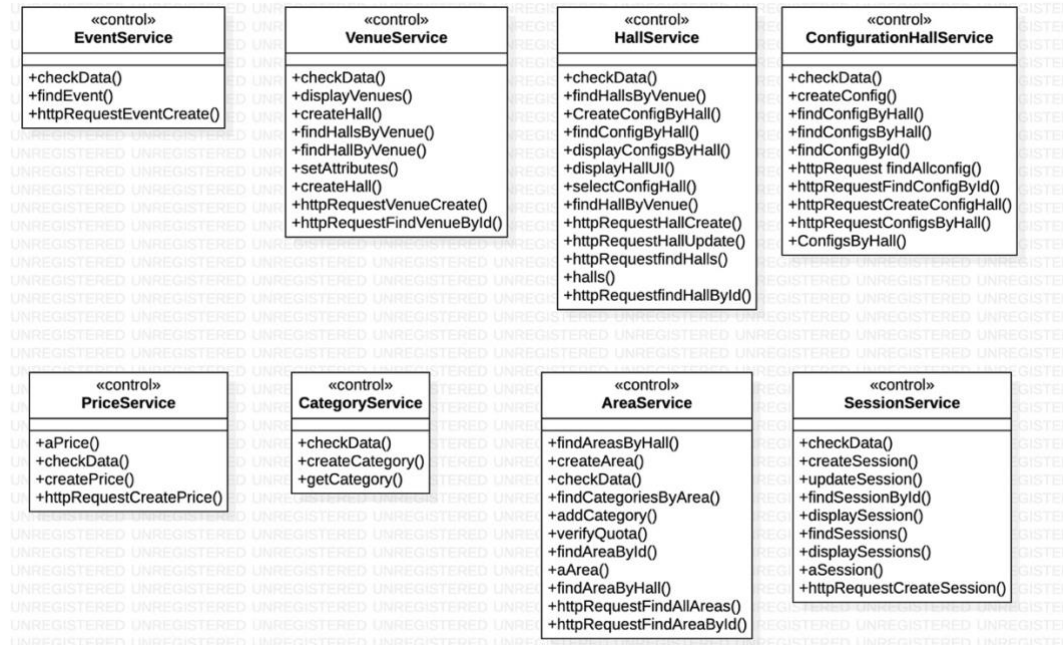 «control»
EventService
+checkData()
+findEvent()
+httpRequestEventCreate()
«control»
VenueService
+checkData()
+displayVenues()
+createHall()
+findHallsByVenue()
+findHallByVenue()
+setAttributes()
+createHall()
+httpRequestVenueCreate()
+httpRequestFindVenueById()
«control»
HallService
+checkData()
+findHallsByVenue()
+CreateConfigByHall()
+findConfigByHall()
+displayConfigsByHall()
+displayHallUI()
+selectConfigHall()
+findHallByVenue()
+httpRequestHallCreate()
+httpRequestHallUpdate()
+httpRequestfindHalls()
+halls()
+httpRequestfindHallById()
«control»
ConfigurationHallService
+checkData()
+createConfig()
+findConfigByHall()
+findConfigsByHall()
+findConfigById()
+httpRequest findAllconfig()
+httpRequestFindConfigById()
+httpRequestCreateConfigHall()
+httpRequestConfigsByHall()
+ConfigsByHall()
«control»
PriceService
+aPrice()
+checkData()
+createPrice()
+httpRequestCreatePrice()
«control»
CategoryService
+checkData()
+createCategory()
+getCategory()
«control»
AreaService
+findAreasByHall()
+createArea()
+checkData()
+findCategoriesByArea()
+addCategory()
+verifyQuota()
+findAreaById()
+aArea()
+findAreaByHall()
+httpRequestFindAllAreas()
+httpRequestFindAreaById()
«control»
SessionService
+checkData()
+createSession()
+updateSession()
+findSessionById()
+displaySession()
+findSessions()
+displaySessions()
+aSession()
+httpRequestCreateSession()